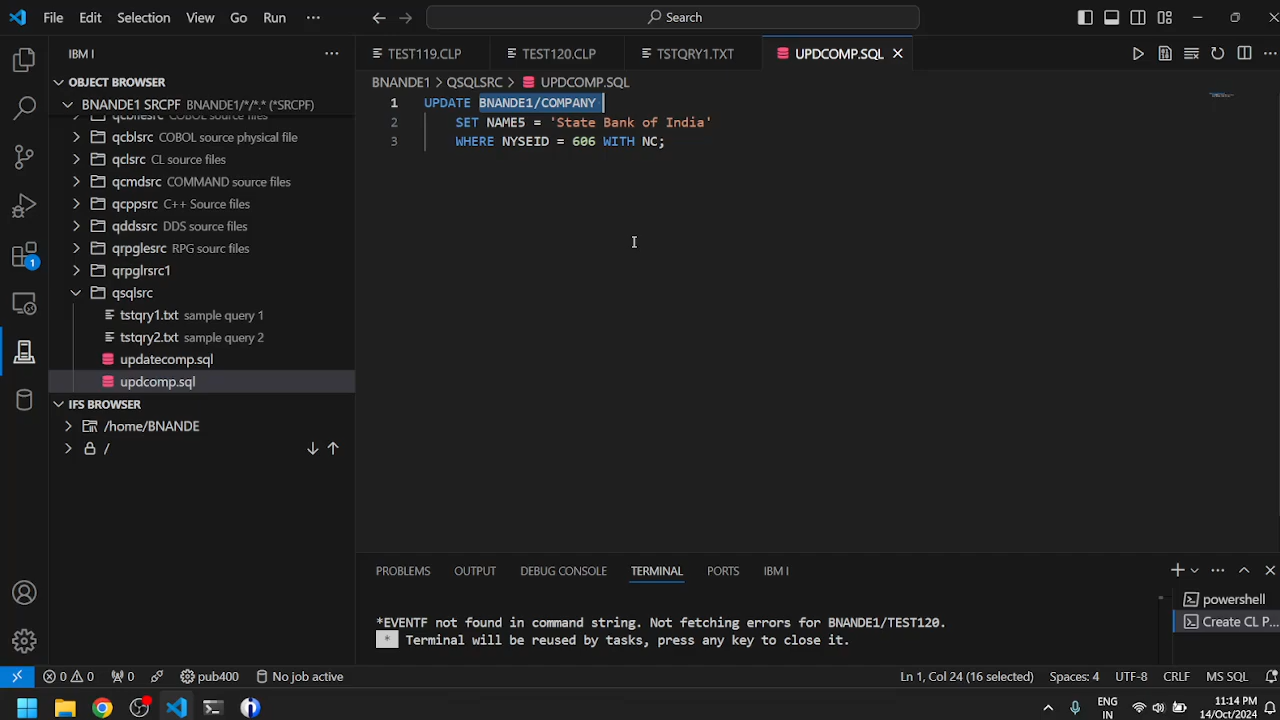 File Edit Selection View Go Run ··· Search
IBM I ···
OBJECT BROWSER
BNANDE1 SRCPF BNANDE1/*/*.* (*SRCPF)
qcblsrc COBOL source physical file
qclsrc CL source files
qcmdsrc COMMAND source files
qcppsrc C++ Source files
qddssrc DDS source files
qrpglesrc RPG sourc files
qrpglrsrc1
qsqlsrc
tstqry1.txt sample query 1
tstqry2.txt sample query 2
updatecomp.sql
updcomp.sql
IFS BROWSER
/home/BNANDE
/
1
TEST119.CLP TEST120.CLP TSTQRY1.TXT UPDCOMP.SQL
BNANDE1 > QSQLSRC > UPDCOMP.SQL
1 UPDATE BNANDE1/COMPANY
2 SET NAME5 = 'State Bank of India'
3 WHERE NYSEID = 606 WITH NC;
PROBLEMS OUTPUT DEBUG CONSOLE TERMINAL PORTS IBM I
*EVENTF not found in command string. Not fetching errors for BNANDE1/TEST120.
* Terminal will be reused by tasks, press any key to close it.
powershell
Create CL P...
0 0 0 pub400 No job active Ln 1, Col 24 (16 selected) Spaces: 4 UTF-8 CRLF MS SQL
ENG
IN
11:14 PM
14/Oct/2024